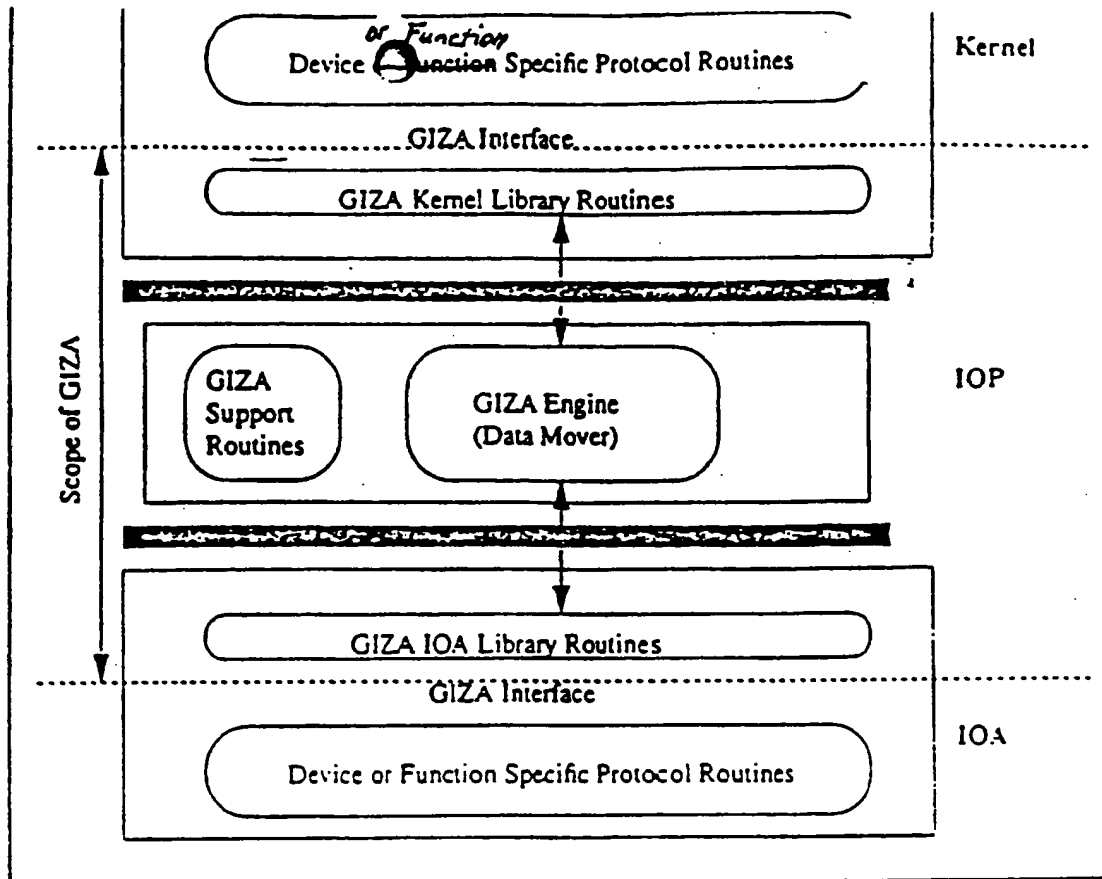 or Function
Kernel
Device Function Specific Protocol Routines
GIZA Interface
GIZA Kernel Library Routines
Scope of GIZA
GIZA
Support
Routines
GIZA Engine
(Data Mover)
IOP
GIZA IOA Library Routines
GIZA Interface
IOA
Device or Function Specific Protocol Routines